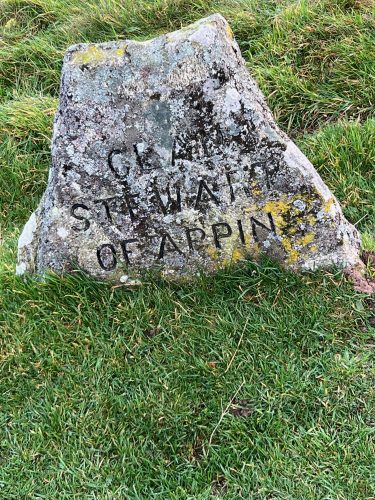 CLAN
STEWART
OF APPIN